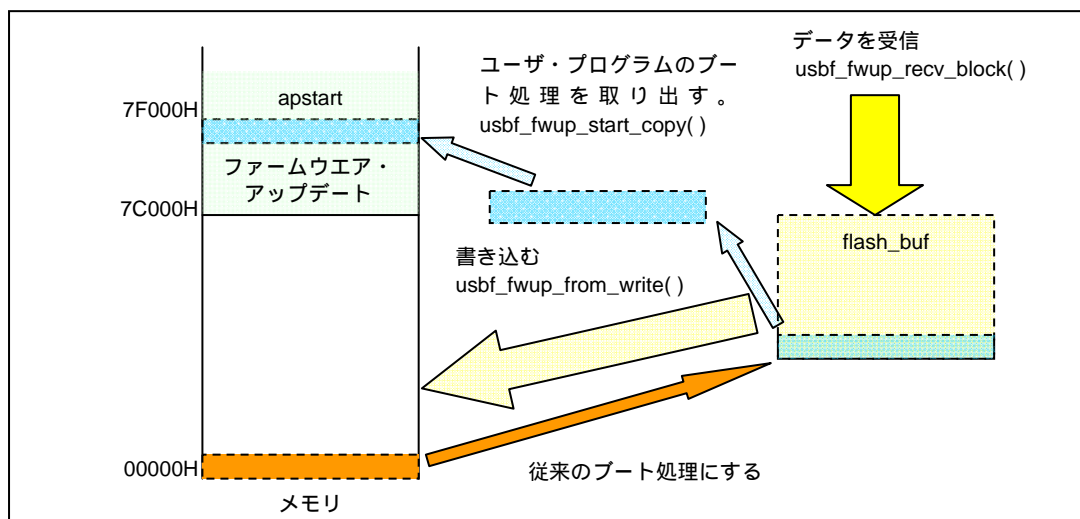 データを受信
usbf_fwup_recv_block( )
ユーザ・プログラムのブー
ト処理を取り出す。
usbf_fwup_start_copy( )
apstart
7F000H
ファームウエア・
アップデート
7C000H
flash_buf
書き込む
usbf_fwup_from_write( )
00000H
従来のブート処理にする
メモリ